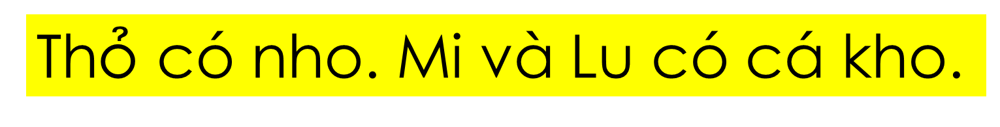 Thỏ có nho. Mi và Lu có cá kho.